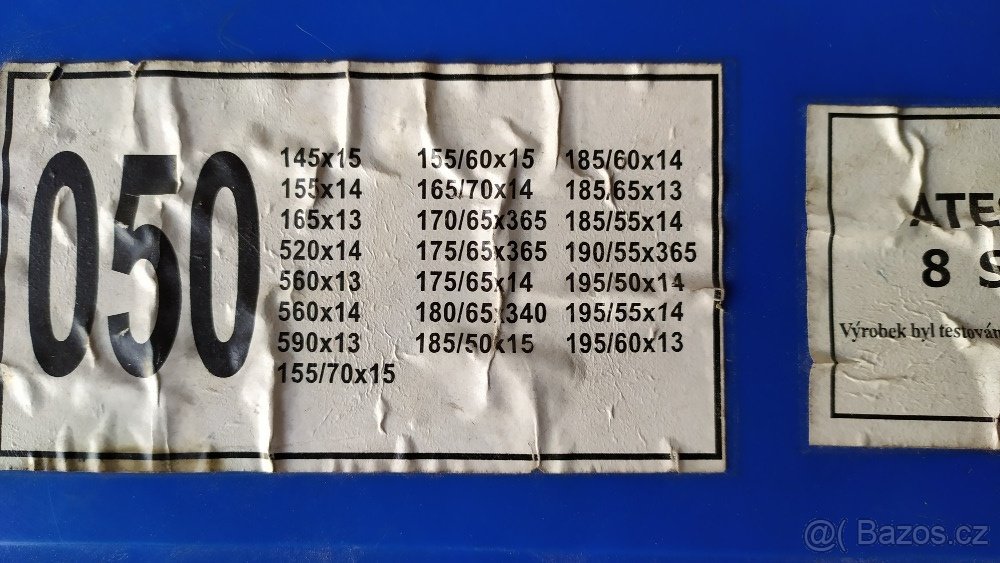 050
145x15 155/60x15 185/60x14
155x14 165/70x14 185/65x13
165x13 170/65x365 185/55x14
520x14 175/65x365 190/55x365
560x13 175/65x14 195/50x14
560x14 180/65x340 195/55x14
590x13 185/50x15 195/60x13
155/70x15
ATE
8 S
Výrobek byl testován
@( Bazos.cz